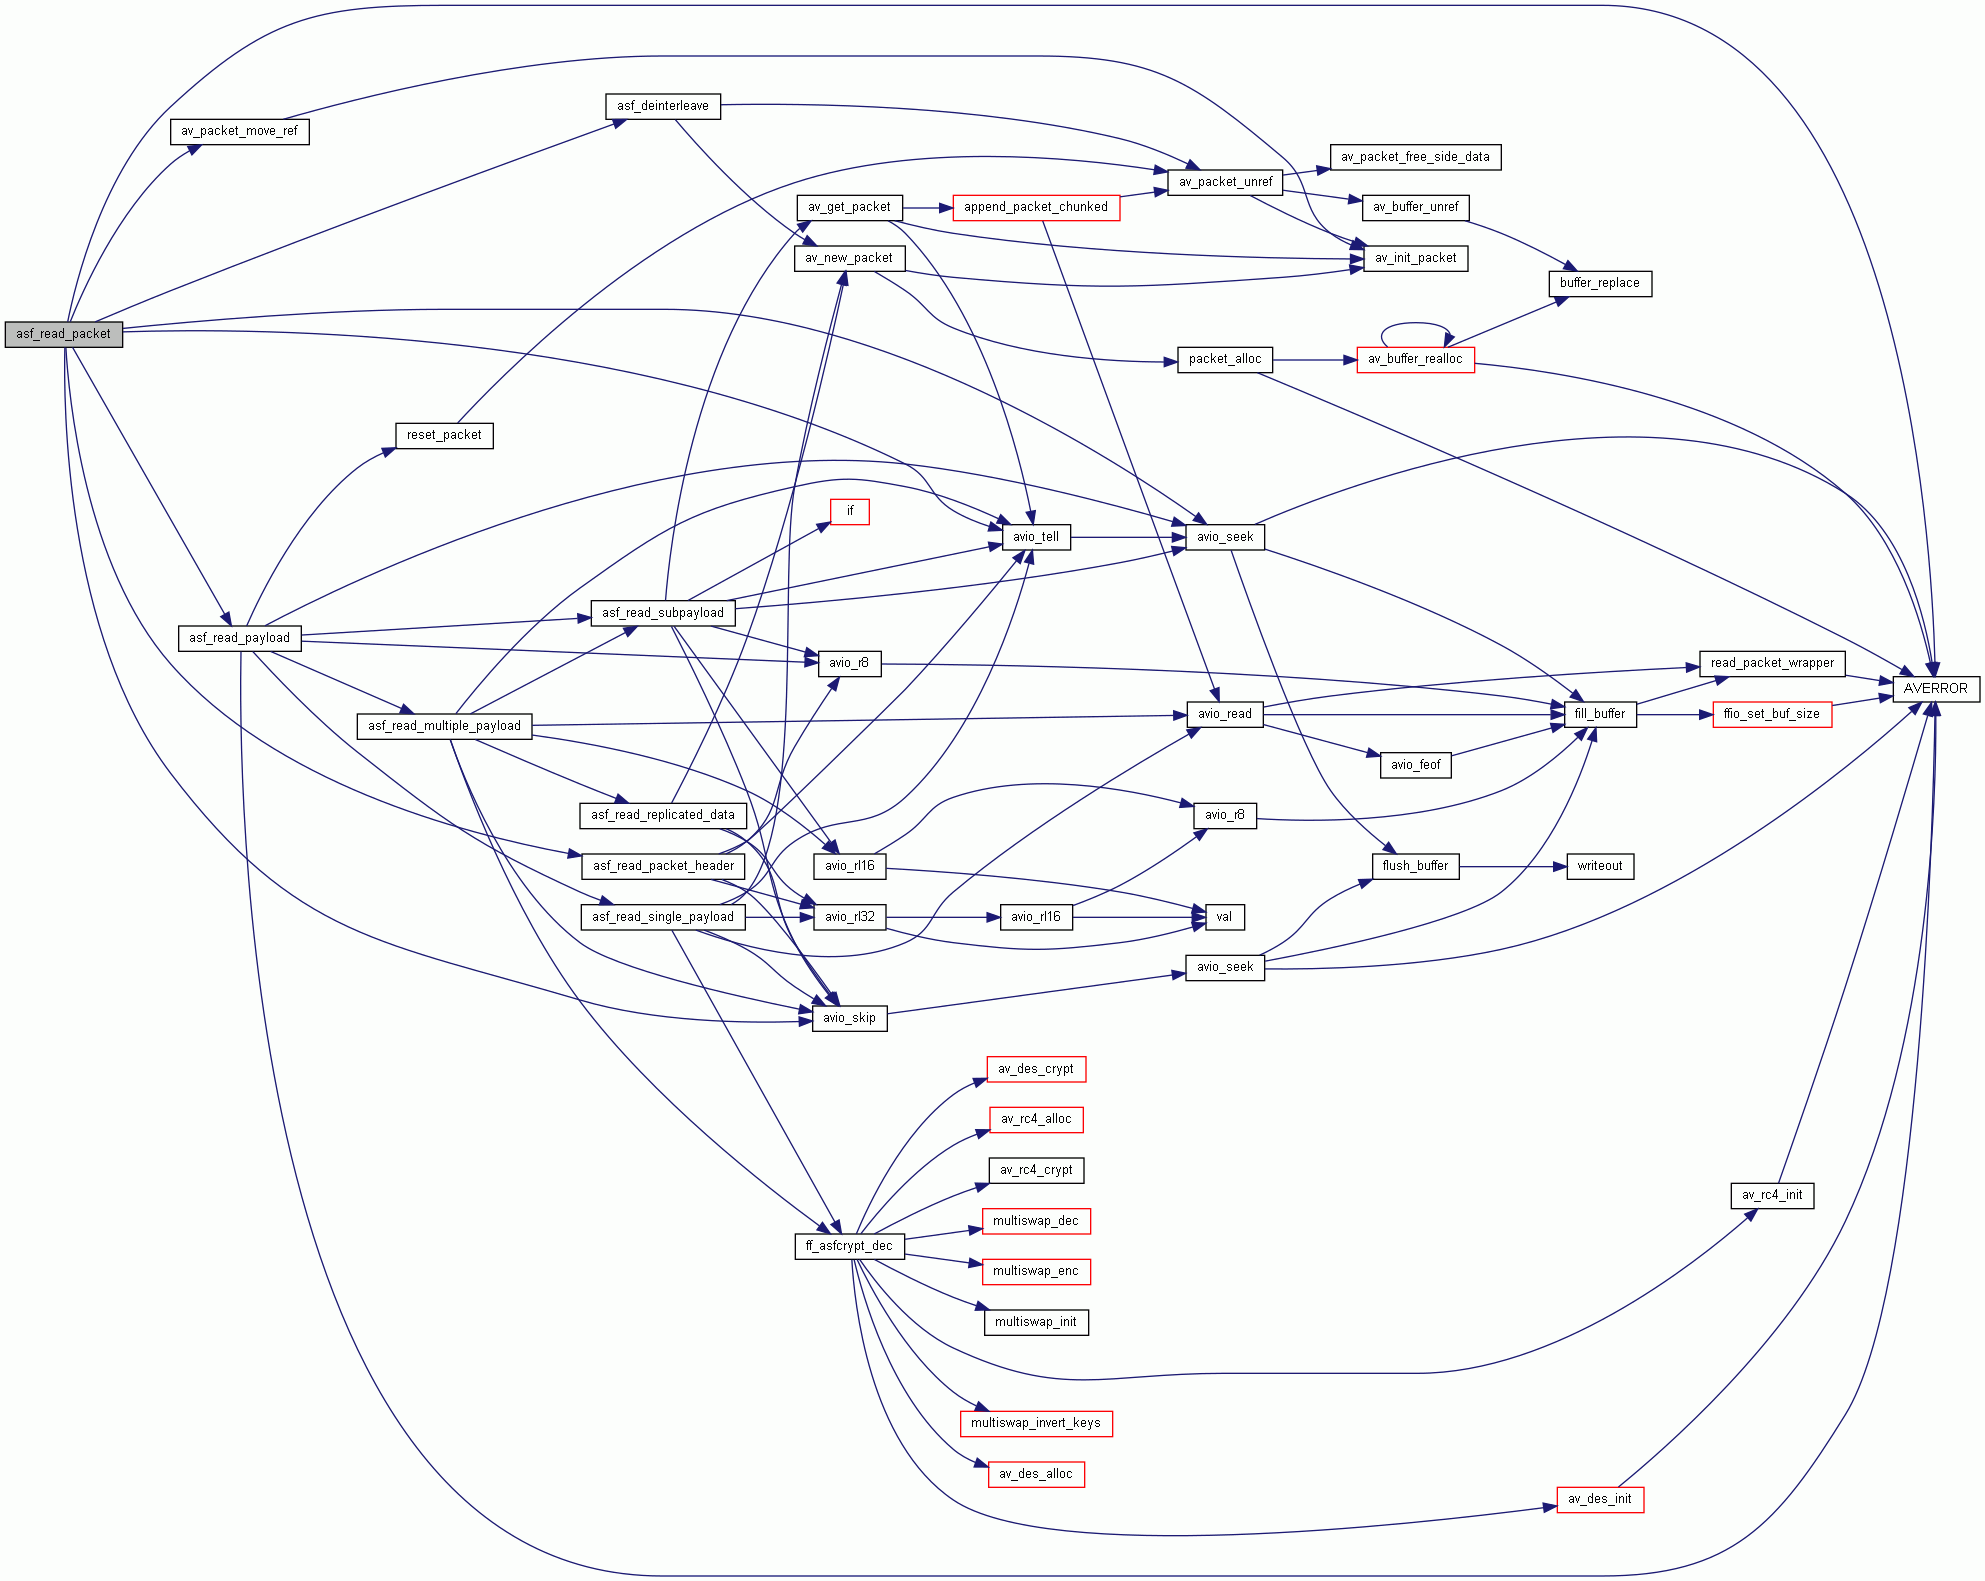 asf_deinterleave
av_packet_move_ref
av_packet_free_side_data
av_packet_unref
av_get_packet
append_packet_chunked
av_buffer_unref
av_new_packet
av_init_packet
buffer_replace
asf_read_packet
packet_alloc
av_buffer_realloc
reset_packet
if
avio_tell
avio_seek
asf_read_subpayload
asf_read_payload
avio_r8
read_packet_wrapper
AVERROR
asf_read_multiple_payload
avio_read
fill_buffer
ffio_set_buf_size
avio_feof
asf_read_replicated_data
avio_r8
asf_read_packet_header
avio_rl16
flush_buffer
writeout
asf_read_single_payload
avio_rl32
avio_rl16
val
avio_seek
avio_skip
av_des_crypt
av_rc4_alloc
av_rc4_crypt
av_rc4_init
multiswap_dec
ff_asfcrypt_dec
multiswap_enc
multiswap_init
multiswap_invert_keys
av_des_alloc
av_des_init